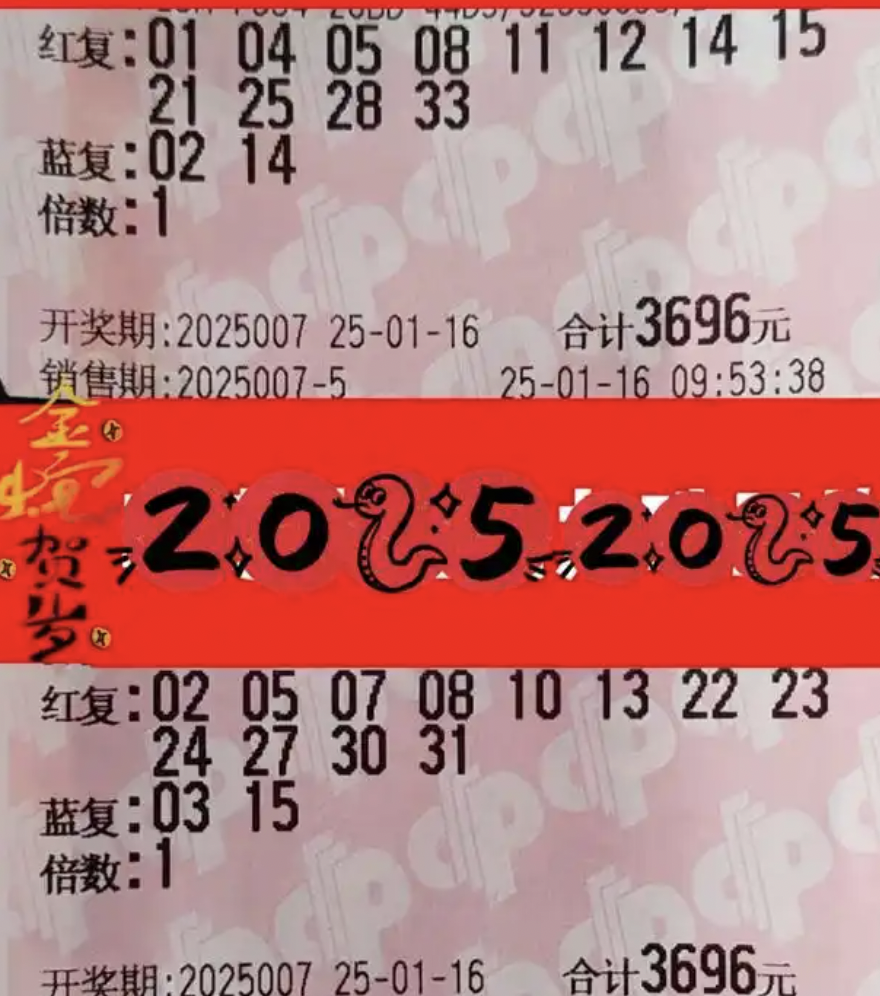 红复:01 04 05 08 11 12 14 15
21 25 28 33
蓝复:02 14
倍数:1
开奖期:2025007 25-01-16 合计3696元
销售期:2025007-5 25-01-16 09:53:38
金蛇贺岁
2025 2025
红复:02 05 07 08 10 13 22 23
24 27 30 31
蓝复:03 15
倍数:1
开奖期:2025007 25-01-16 合计3696元